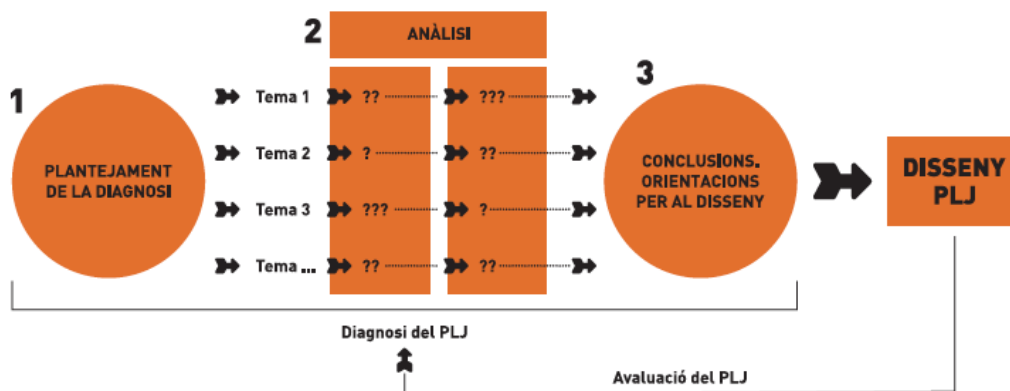 1
PLANTEJAMENT
DE LA DIAGNOSI
2
ANÀLISI
Tema 1 ?? ???
Tema 2 ? ??
Tema 3 ??? ?
Tema ... ?? ??
3
CONCLUSIONS.
ORIENTACIONS
PER AL DISSENY
DISSENY
PLJ
Diagnosi del PLJ
Avaluació del PLJ